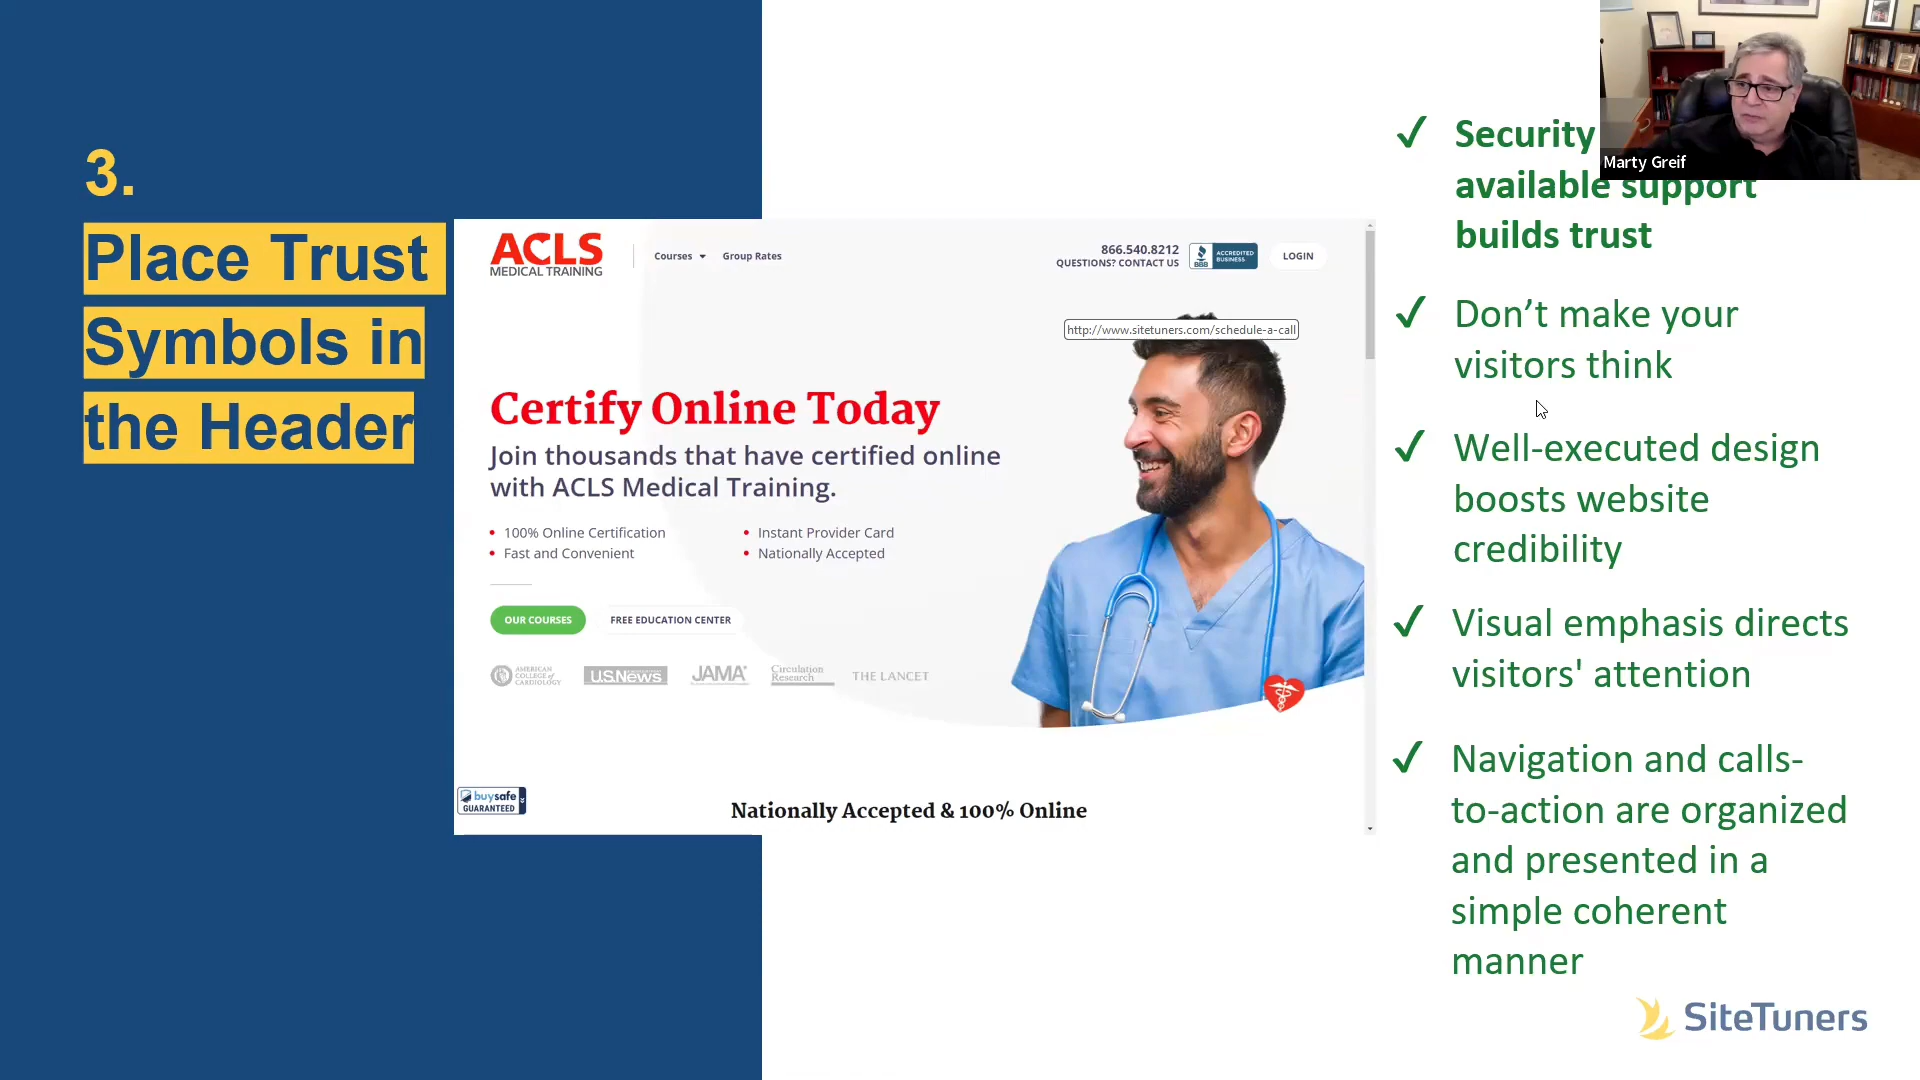 3.
Place Trust
Symbols in
the Header
ACLS
MEDICAL TRAINING
Courses
Group Rates
866.540.8212
QUESTIONS? CONTACT US
BBB
ACCREDITED
BUSINESS
LOGIN
http://www.sitetuners.com/schedule-a-call
Certify Online Today
Join thousands that have certified online
with ACLS Medical Training.
100% Online Certification
Fast and Convenient
Instant Provider Card
Nationally Accepted
OUR COURSES
FREE EDUCATION CENTER
AMERICAN
COLLEGE of
CARDIOLOGY
U.S.News
JAMA
Circulation
Research
THE LANCET
buysafe
GUARANTEED
Nationally Accepted & 100% Online
Marty Greif
✓ Security
available support
builds trust
✓ Don’t make your
visitors think
✓ Well-executed design
boosts website
credibility
✓ Visual emphasis directs
visitors' attention
✓ Navigation and calls-
to-action are organized
and presented in a
simple coherent
manner
SiteTuners